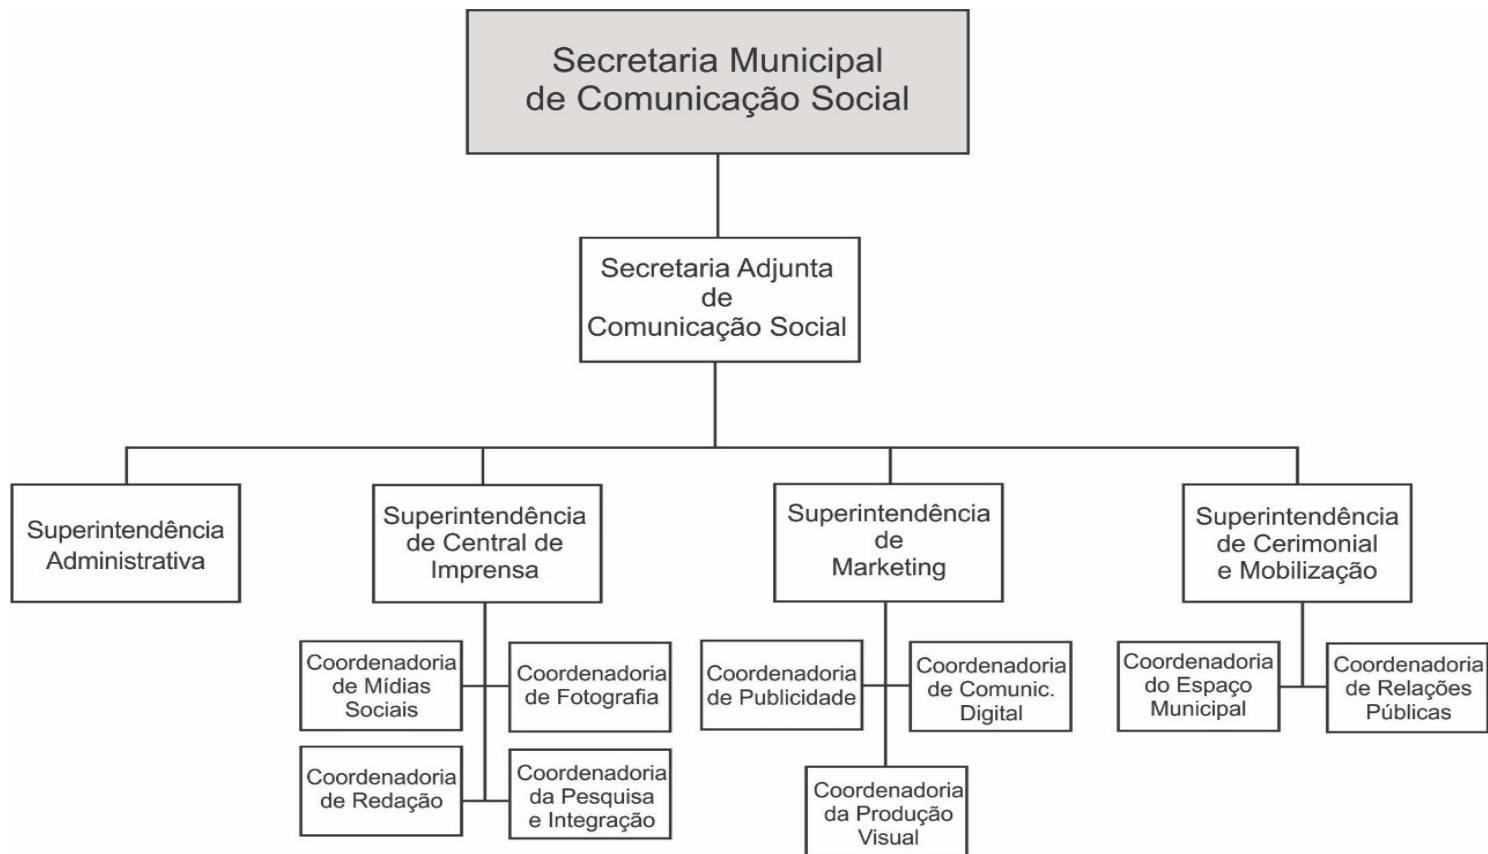 Secretaria Municipal
de Comunicação Social
Secretaria Adjunta
de
Comunicação Social
Superintendência
Administrativa
Superintendência
de Central de
Imprensa
Superintendência
de
Marketing
Superintendência
de Cerimonial
e Mobilização
Coordenadoria
de Mídias
Sociais
Coordenadoria
de Fotografia
Coordenadoria
de Publicidade
Coordenadoria
de Comunic.
Digital
Coordenadoria
do Espaço
Municipal
Coordenadoria
de Relações
Públicas
Coordenadoria
de Redação
Coordenadoria
da Pesquisa
e Integração
Coordenadoria
da Produção
Visual